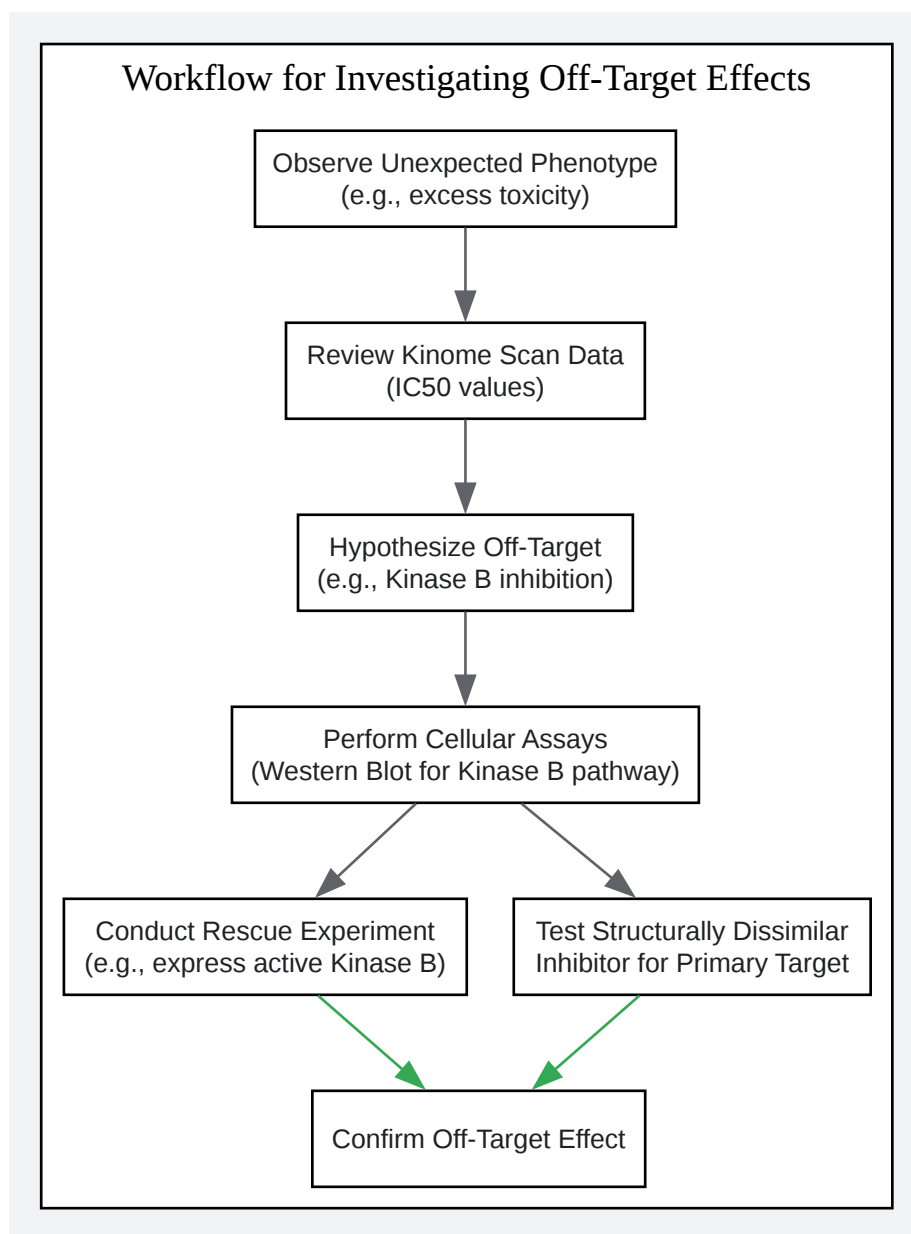 Workflow for Investigating Off-Target Effects
Observe Unexpected Phenotype
(e.g., excess toxicity)
Review Kinome Scan Data
(IC50 values)
Hypothesize Off-Target
(e.g., Kinase B inhibition)
Perform Cellular Assays
(Western Blot for Kinase B pathway)
Conduct Rescue Experiment
(e.g., express active Kinase B)
Test Structurally Dissimilar
Inhibitor for Primary Target
Confirm Off-Target Effect